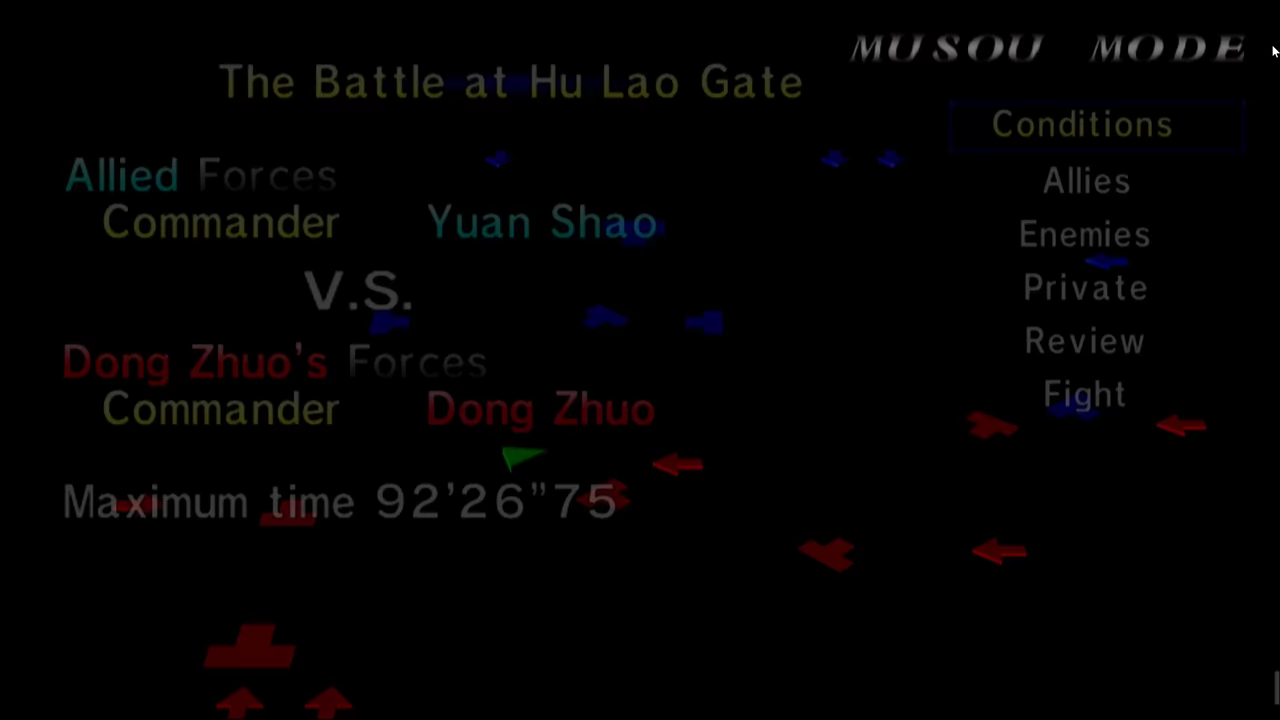 MUSOU MODE
The Battle at Hu Lao Gate
Conditions
Allied Forces
Allies
Commander Yuan Shao
Enemies
V.S.
Private
Review
Dong Zhuo's Forces
Commander Dong Zhuo
Fight
Maximum time 92'26"75